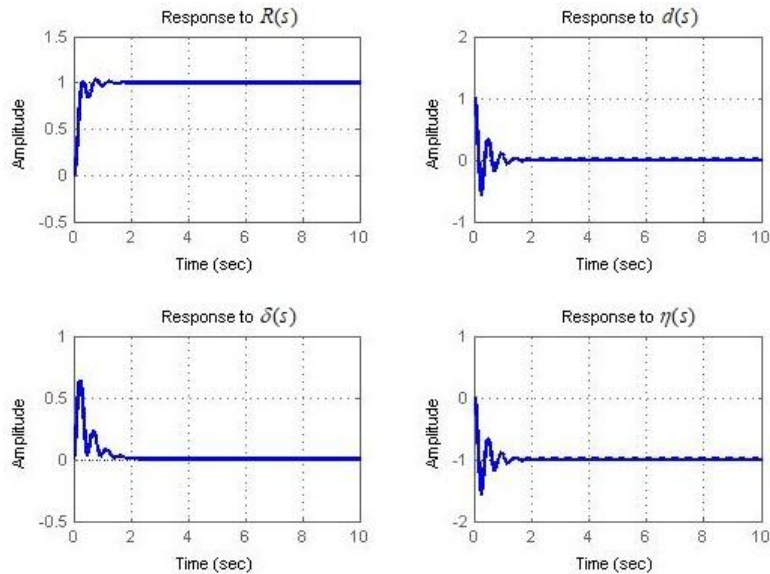 Response to R(s)
Amplitude
1.5
1
0.5
0
-0.5
0 2 4 6 8 10
Time (sec)
Response to d(s)
Amplitude
2
1
0
-1
0 2 4 6 8 10
Time (sec)
Response to δ(s)
Amplitude
1
0.5
0
-0.5
0 2 4 6 8 10
Time (sec)
Response to η(s)
Amplitude
1
0
-1
-2
0 2 4 6 8 10
Time (sec)